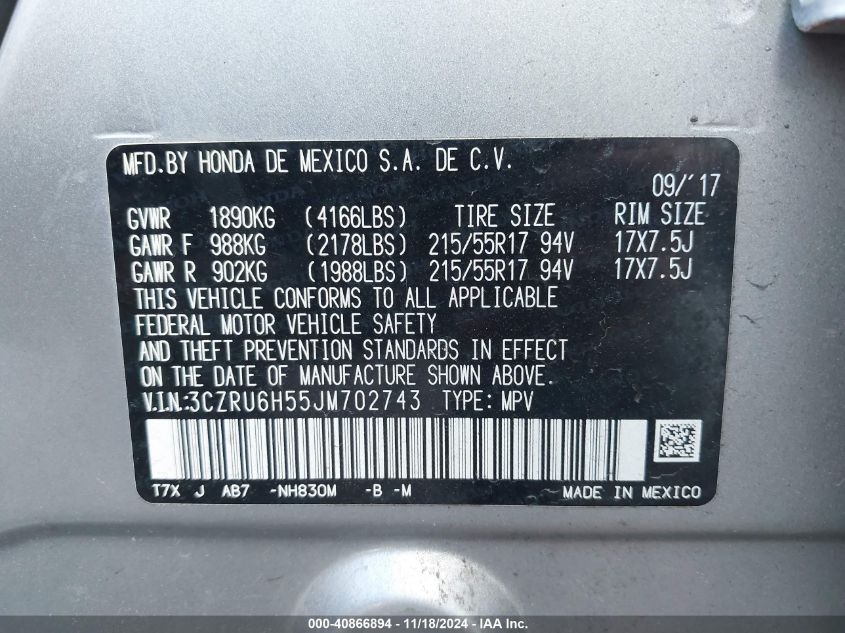 MFD.BY HONDA DE MEXICO S.A. DE C.V.
09/'17
GVWR 1890KG (4166LBS) TIRE SIZE RIM SIZE
GAWR F 988KG (2178LBS) 215/55R17 94V 17X7.5J
GAWR R 902KG (1988LBS) 215/55R17 94V 17X7.5J
THIS VEHICLE CONFORMS TO ALL APPLICABLE
FEDERAL MOTOR VEHICLE SAFETY
AND THEFT PREVENTION STANDARDS IN EFFECT
ON THE DATE OF MANUFACTURE SHOWN ABOVE.
V.I.N.:3CZRU6H55JM702743 TYPE: MPV
T7X J AB7 -NH830M -B -M MADE IN MEXICO
000-40866894 - 11/18/2024 - IAA Inc.